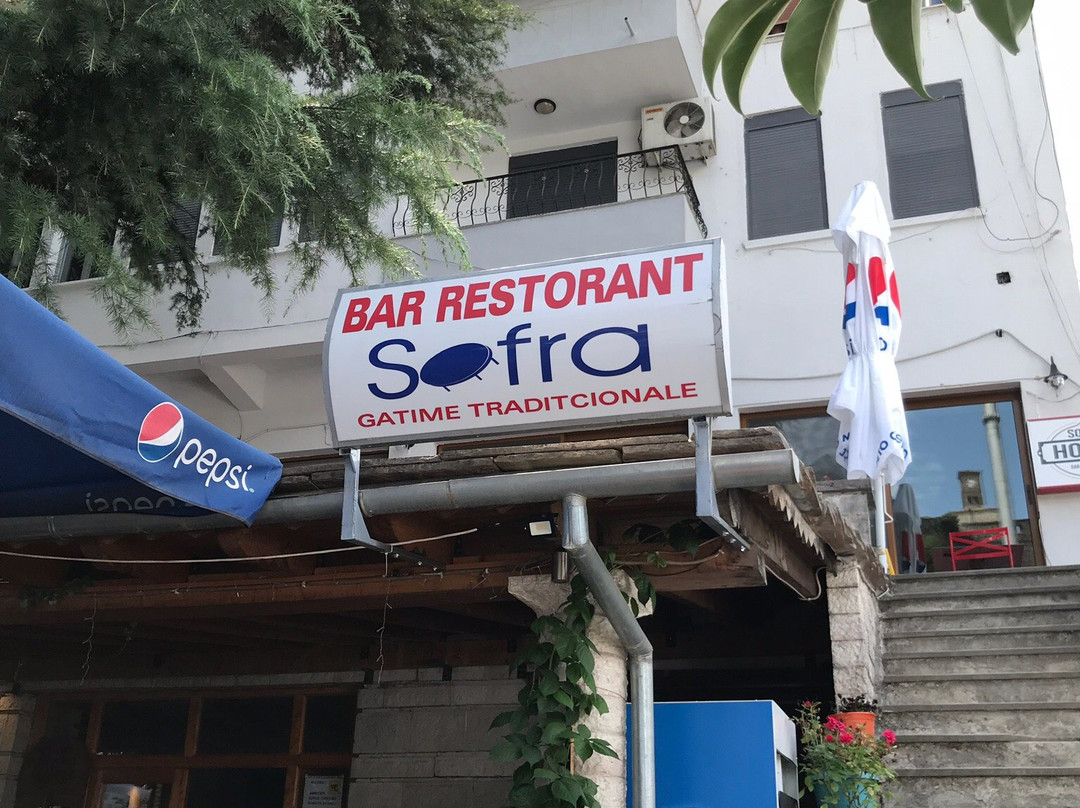 BAR RESTORANT
Sofra
GATIME TRADITCIONALE
pepsi